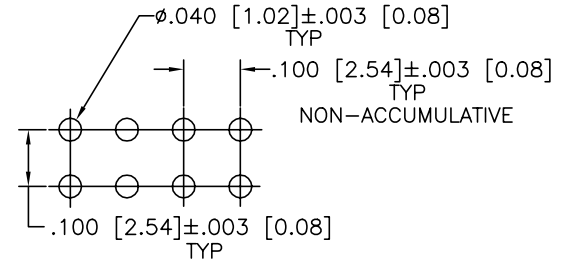 ø.040 [1.02]±.003 [0.08]
TYP
.100 [2.54]±.003 [0.08]
TYP
NON-ACCUMULATIVE
.100 [2.54]±.003 [0.08]
TYP